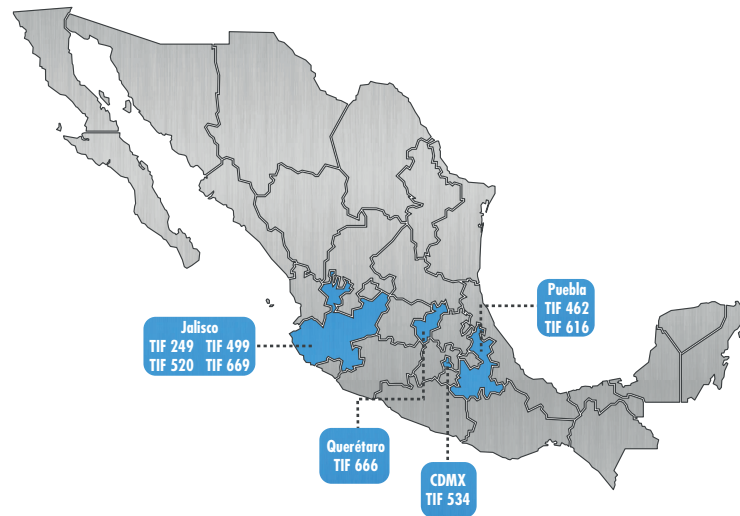 Jalisco
TIF 249 TIF 499
TIF 520 TIF 669
Puebla
TIF 462
TIF 616
Querétaro
TIF 666
CDMX
TIF 534